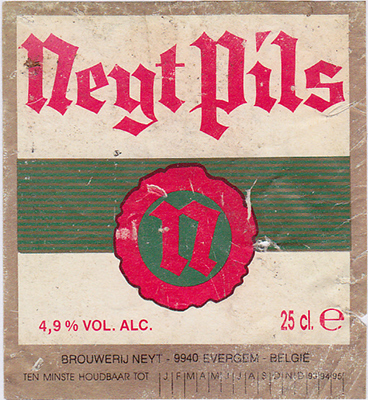 Neyt Pils
n
4,9 % VOL. ALC.
25 cl. ℮
BROUWERIJ NEYT - 9940 EVERGEM - BELGIË
TEN MINSTE HOUDBAAR TOT J|F|M|A|M|J|J|A|S|O|N|D|93|94|95|